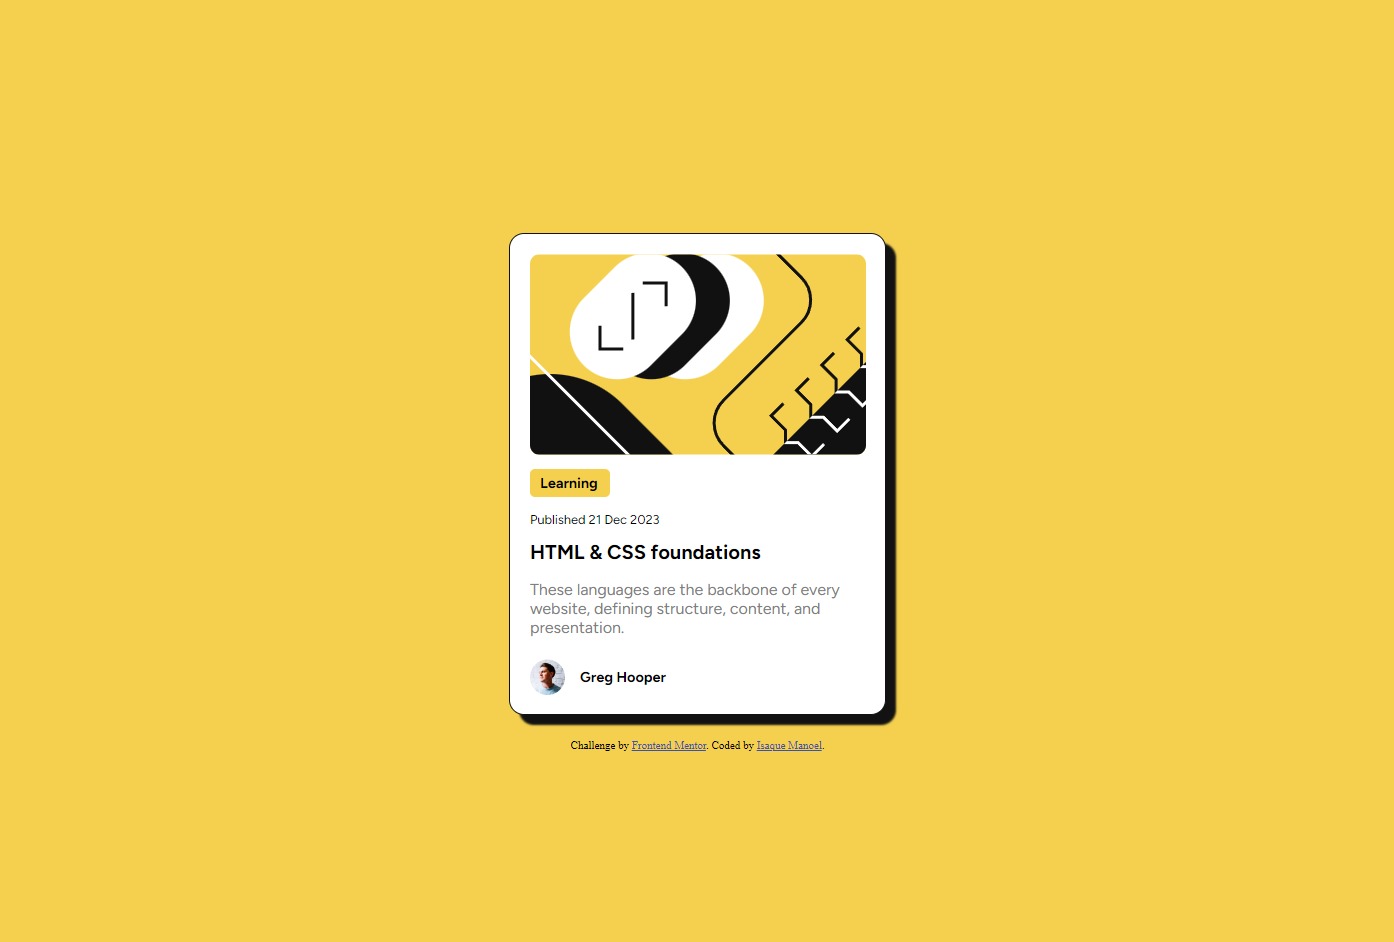 Learning
Published 21 Dec 2023
HTML & CSS foundations
These languages are the backbone of every
website, defining structure, content, and
presentation.
Greg Hooper
Challenge by Frontend Mentor. Coded by Isaque Manoel.